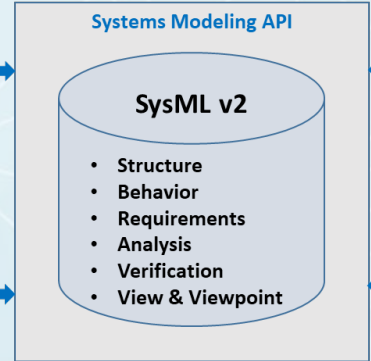 Systems Modeling API
SysML v2
• Structure
• Behavior
• Requirements
• Analysis
• Verification
• View & Viewpoint